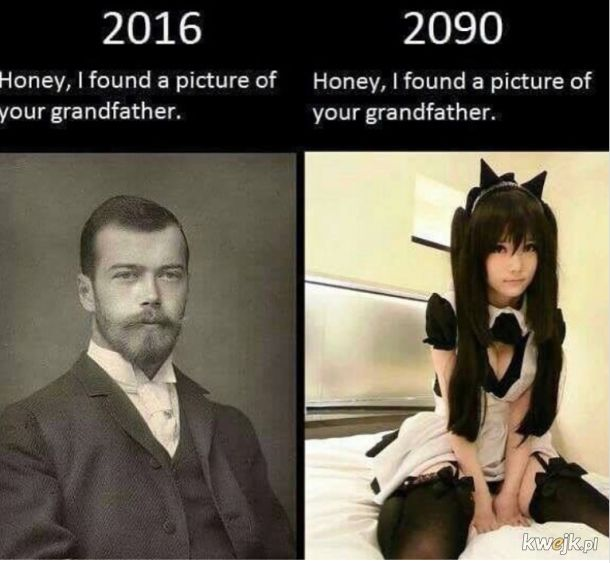 2016
Honey, I found a picture of
your grandfather.
2090
Honey, I found a picture of
your grandfather.
kwejk.pl